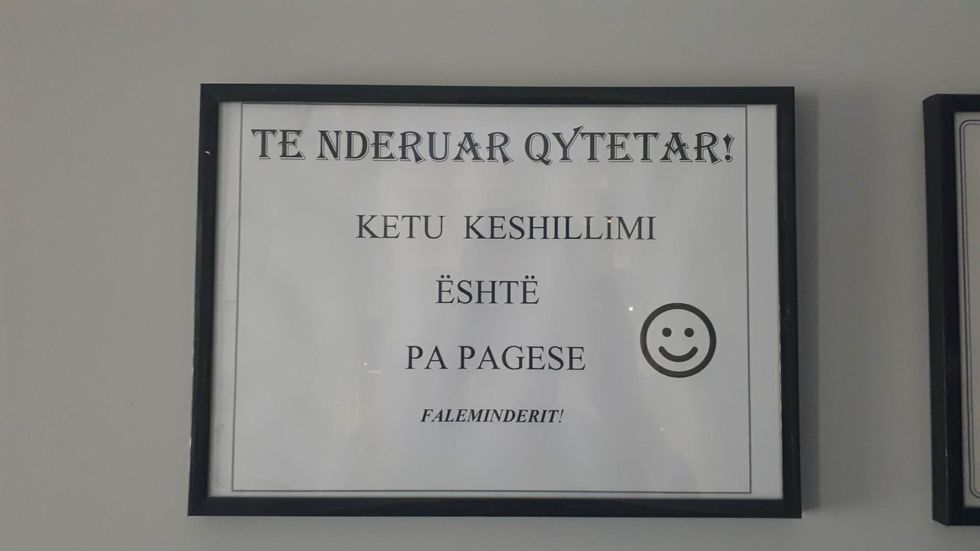 TE NDERUAR QYTETAR!
KETU KESHILLiMI
ËSHTË
PA PAGESE
FALEMINDERIT!